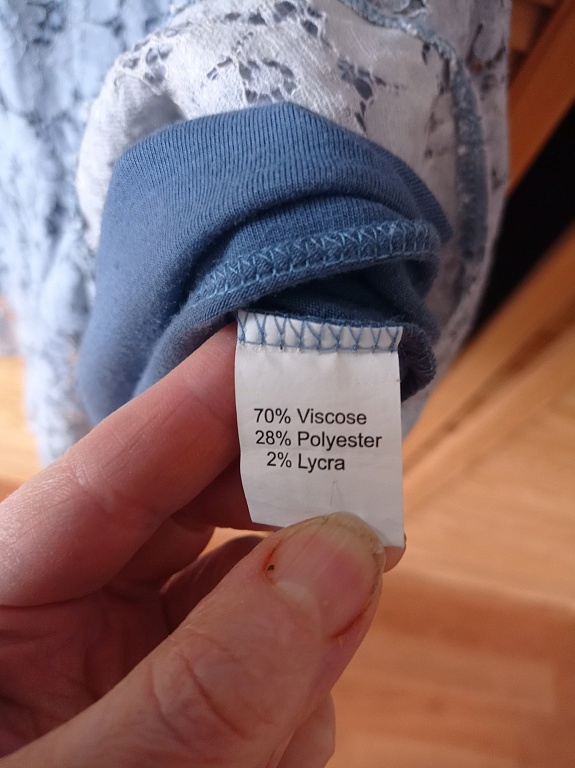 70% Viscose
28% Polyester
2% Lycra